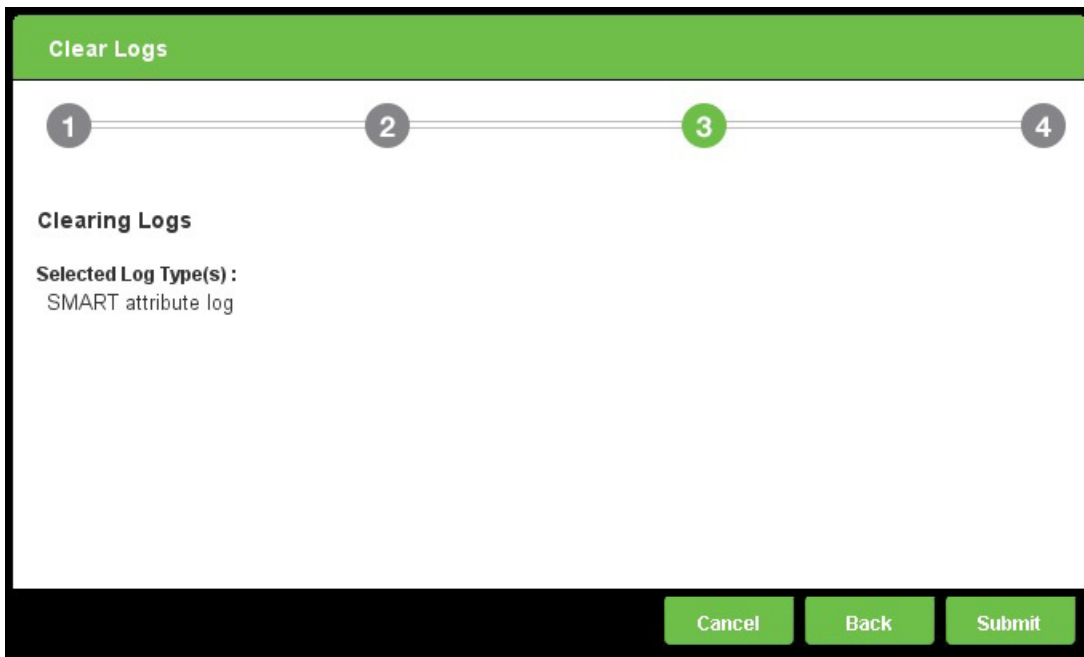 Clear Logs
1 2 3 4
Clearing Logs
Selected Log Type(s) :
SMART attribute log
Cancel Back Submit